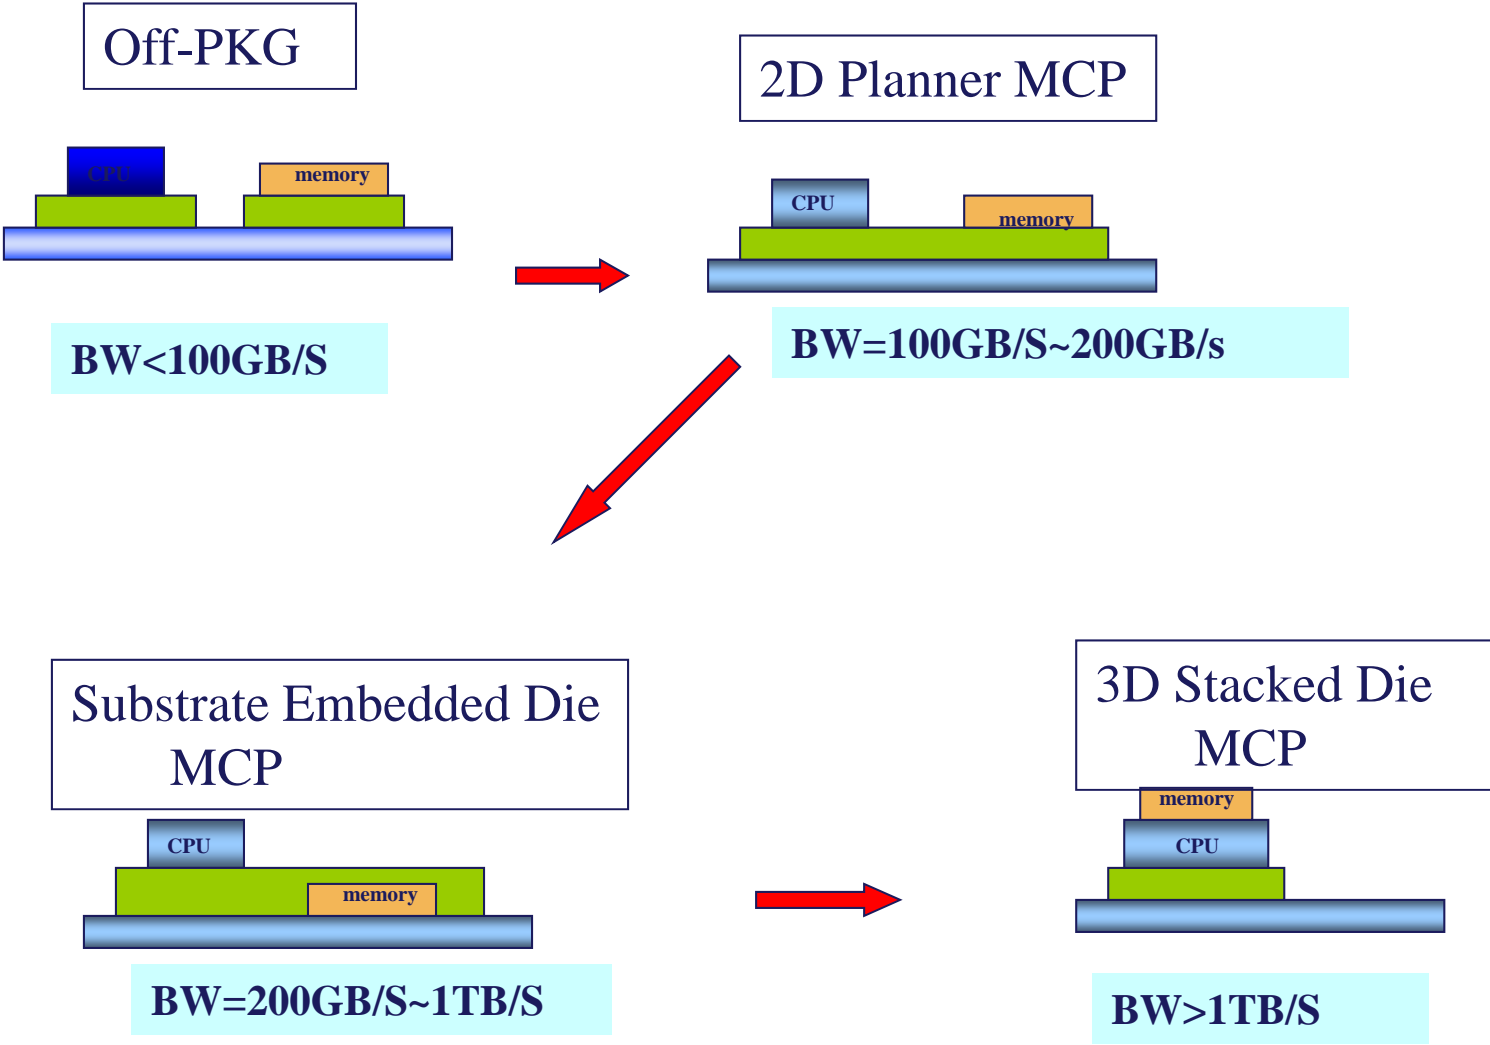 Off-PKG
2D Planner MCP
CPU
memory
CPU
memory
BW<100GB/S
BW=100GB/S~200GB/s
Substrate Embedded Die
MCP
3D Stacked Die
MCP
CPU
memory
memory
CPU
BW=200GB/S~1TB/S
BW>1TB/S